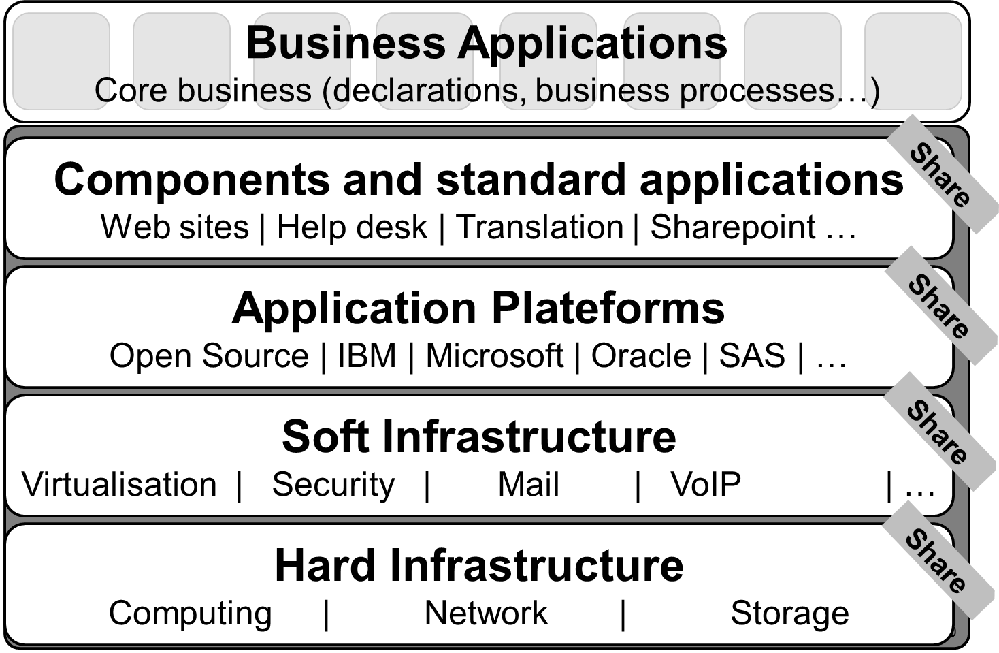 Business Applications
Core business (declarations, business processes…)
Share
Components and standard applications
Web sites | Help desk | Translation | Sharepoint …
Share
Application Plateforms
Open Source | IBM | Microsoft | Oracle | SAS | …
Share
Soft Infrastructure
Virtualisation | Security | Mail | VoIP | …
Share
Hard Infrastructure
Computing | Network | Storage